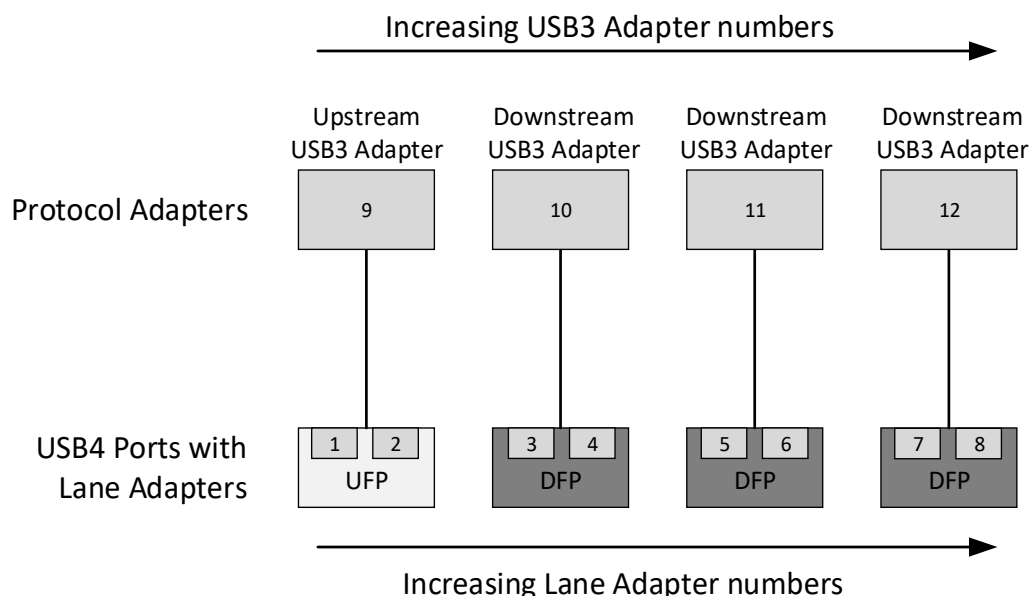 Increasing USB3 Adapter numbers
Upstream
USB3 Adapter
Downstream
USB3 Adapter
Downstream
USB3 Adapter
Downstream
USB3 Adapter
Protocol Adapters
9
10
11
12
USB4 Ports with
Lane Adapters
1
2
UFP
3
4
DFP
5
6
DFP
7
8
DFP
Increasing Lane Adapter numbers